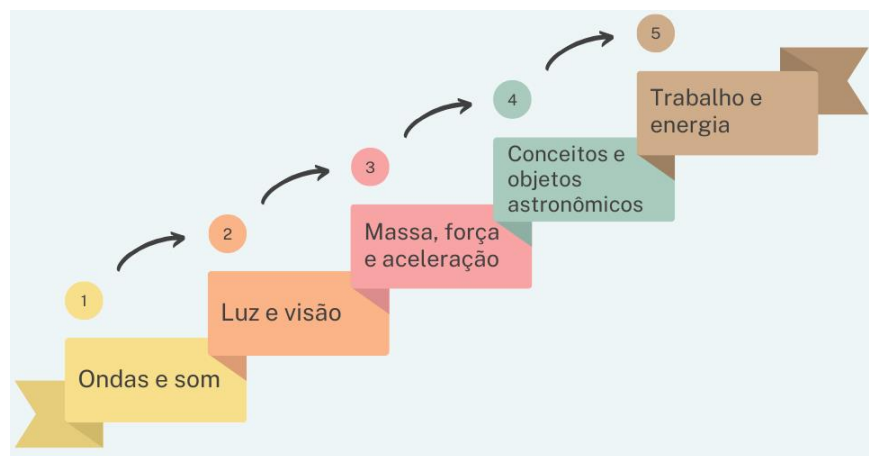 1
Ondas e som
2
Luz e visão
3
Massa, força
e aceleração
4
Conceitos e
objetos
astronômicos
5
Trabalho e
energia